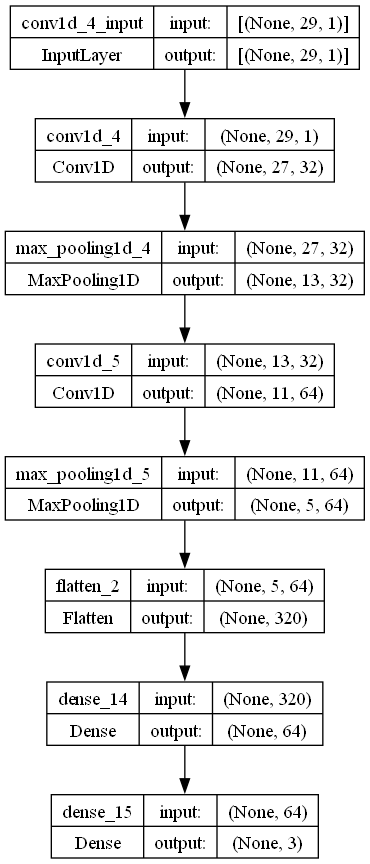 conv1d_4_input input: [(None, 29, 1)]
InputLayer output: [(None, 29, 1)]
conv1d_4 input: (None, 29, 1)
Conv1D output: (None, 27, 32)
max_pooling1d_4 input: (None, 27, 32)
MaxPooling1D output: (None, 13, 32)
conv1d_5 input: (None, 13, 32)
Conv1D output: (None, 11, 64)
max_pooling1d_5 input: (None, 11, 64)
MaxPooling1D output: (None, 5, 64)
flatten_2 input: (None, 5, 64)
Flatten output: (None, 320)
dense_14 input: (None, 320)
Dense output: (None, 64)
dense_15 input: (None, 64)
Dense output: (None, 3)